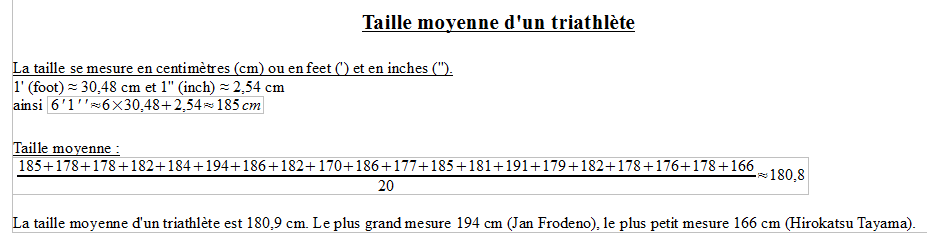 Taille moyenne d'un triathlète
La taille se mesure en centimètres (cm) ou en feet (') et en inches (").
1' (foot) ≈ 30,48 cm et 1" (inch) ≈ 2,54 cm
ainsi 6'1''≈6×30,48+2,54≈185cm
Taille moyenne :
185+178+178+182+184+194+186+182+170+186+177+185+181+191+179+182+178+176+178+166
20
≈180,8
La taille moyenne d'un triathlète est 180,9 cm. Le plus grand mesure 194 cm (Jan Frodeno), le plus petit mesure 166 cm (Hirokatsu Tayama).